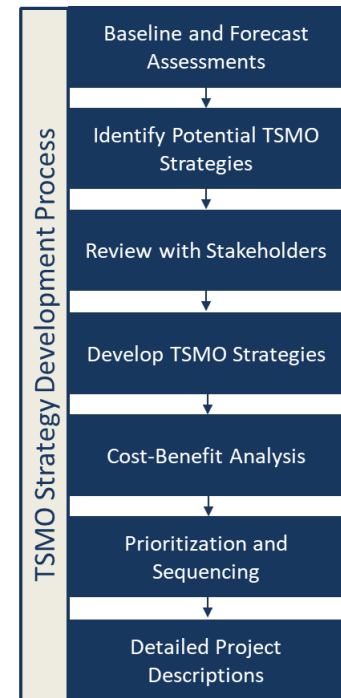 TSMO Strategy Development Process
Baseline and Forecast
Assessments
Identify Potential TSMO
Strategies
Review with Stakeholders
Develop TSMO Strategies
Cost-Benefit Analysis
Prioritization and
Sequencing
Detailed Project
Descriptions